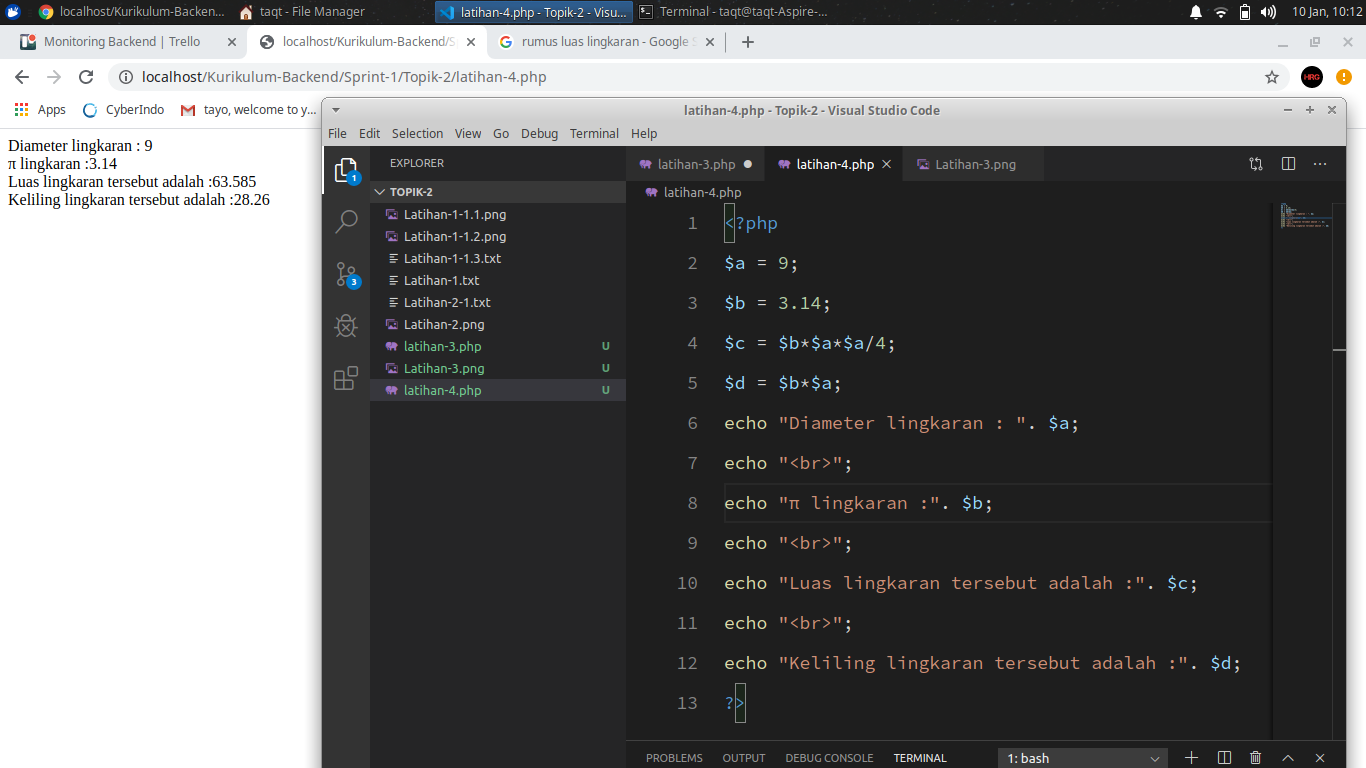 localhost/Kurikulum-Backen...
taqt - File Manager
latihan-4.php - Topik-2 - Visu...
Terminal - taqt@taqt-Aspire-...
10 Jan, 10:12
Monitoring Backend | Trello
localhost/Kurikulum-Backend/S
rumus luas lingkaran - Google S
localhost/Kurikulum-Backend/Sprint-1/Topik-2/latihan-4.php
HRG
Apps
CyberIndo
tayo, welcome to y...
Diameter lingkaran : 9
π lingkaran :3.14
Luas lingkaran tersebut adalah :63.585
Keliling lingkaran tersebut adalah :28.26
latihan-4.php - Topik-2 - Visual Studio Code
File Edit Selection View Go Debug Terminal Help
1
3
EXPLORER
TOPIK-2
Latihan-1-1.1.png
Latihan-1-1.2.png
Latihan-1-1.3.txt
Latihan-1.txt
Latihan-2-1.txt
Latihan-2.png
latihan-3.php U
Latihan-3.png U
latihan-4.php U
latihan-3.php
latihan-4.php
Latihan-3.png
latihan-4.php
1 <?php
2 $a = 9;
3 $b = 3.14;
4 $c = $b*$a*$a/4;
5 $d = $b*$a;
6 echo "Diameter lingkaran : ". $a;
7 echo "<br>";
8 echo "π lingkaran :". $b;
9 echo "<br>";
10 echo "Luas lingkaran tersebut adalah :". $c;
11 echo "<br>";
12 echo "Keliling lingkaran tersebut adalah :". $d;
13 ?>
PROBLEMS OUTPUT DEBUG CONSOLE TERMINAL 1: bash